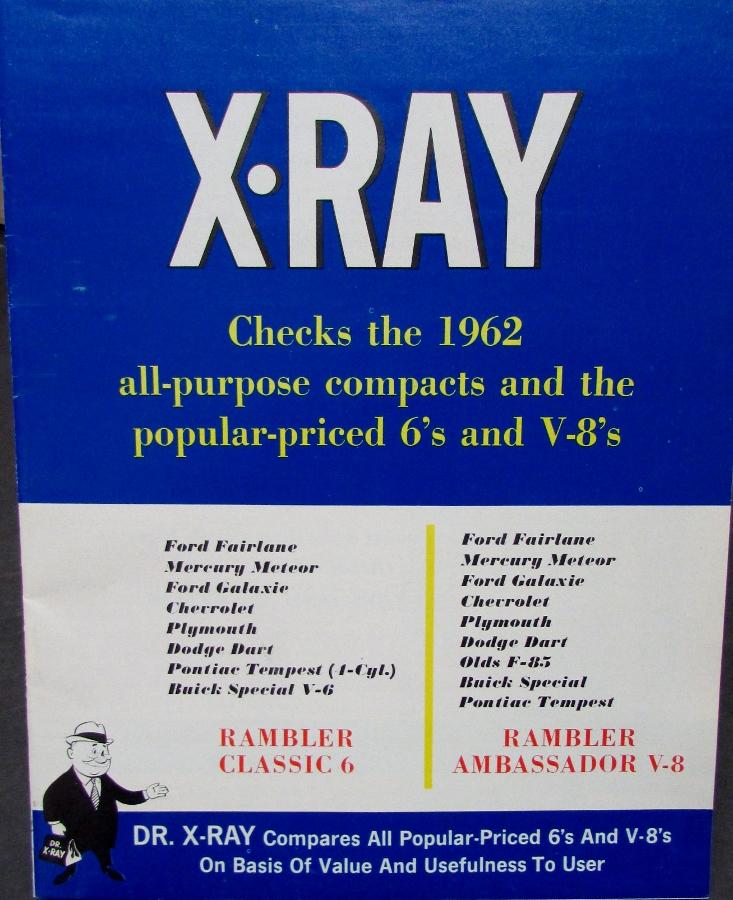 X·RAY
Checks the 1962
all-purpose compacts and the
popular-priced 6's and V-8's
Ford Fairlane
Mercury Meteor
Ford Galaxie
Chevrolet
Plymouth
Dodge Dart
Pontiac Tempest (4-Cyl.)
Buick Special V-6
RAMBLER
CLASSIC 6
Ford Fairlane
Mercury Meteor
Ford Galaxie
Chevrolet
Plymouth
Dodge Dart
Olds F-85
Buick Special
Pontiac Tempest
RAMBLER
AMBASSADOR V-8
DR.
X-RAY
DR. X-RAY Compares All Popular-Priced 6's And V-8's
On Basis Of Value And Usefulness To User